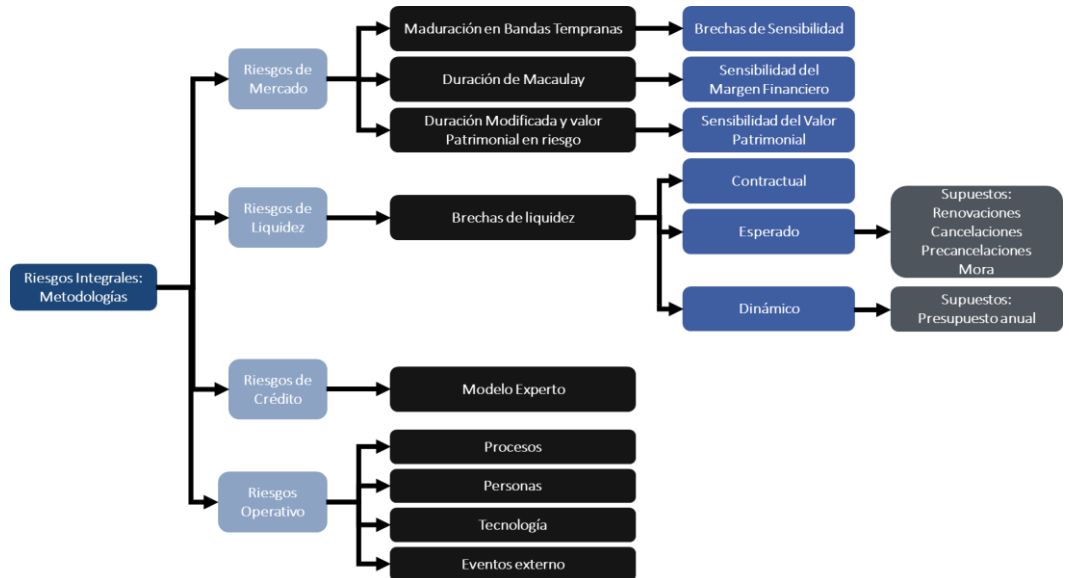 Riesgos Integrales:
Metodologías
Riesgos de
Mercado
Maduración en Bandas Tempranas
Brechas de Sensibilidad
Duración de Macaulay
Sensibilidad del
Margen Financiero
Duración Modificada y valor
Patrimonial en riesgo
Sensibilidad del Valor
Patrimonial
Riesgos de
Liquidez
Brechas de liquidez
Contractual
Esperado
Supuestos:
Renovaciones
Cancelaciones
Precancelaciones
Mora
Dinámico
Supuestos:
Presupuesto anual
Riesgos de
Crédito
Modelo Experto
Riesgos
Operativo
Procesos
Personas
Tecnología
Eventos externo